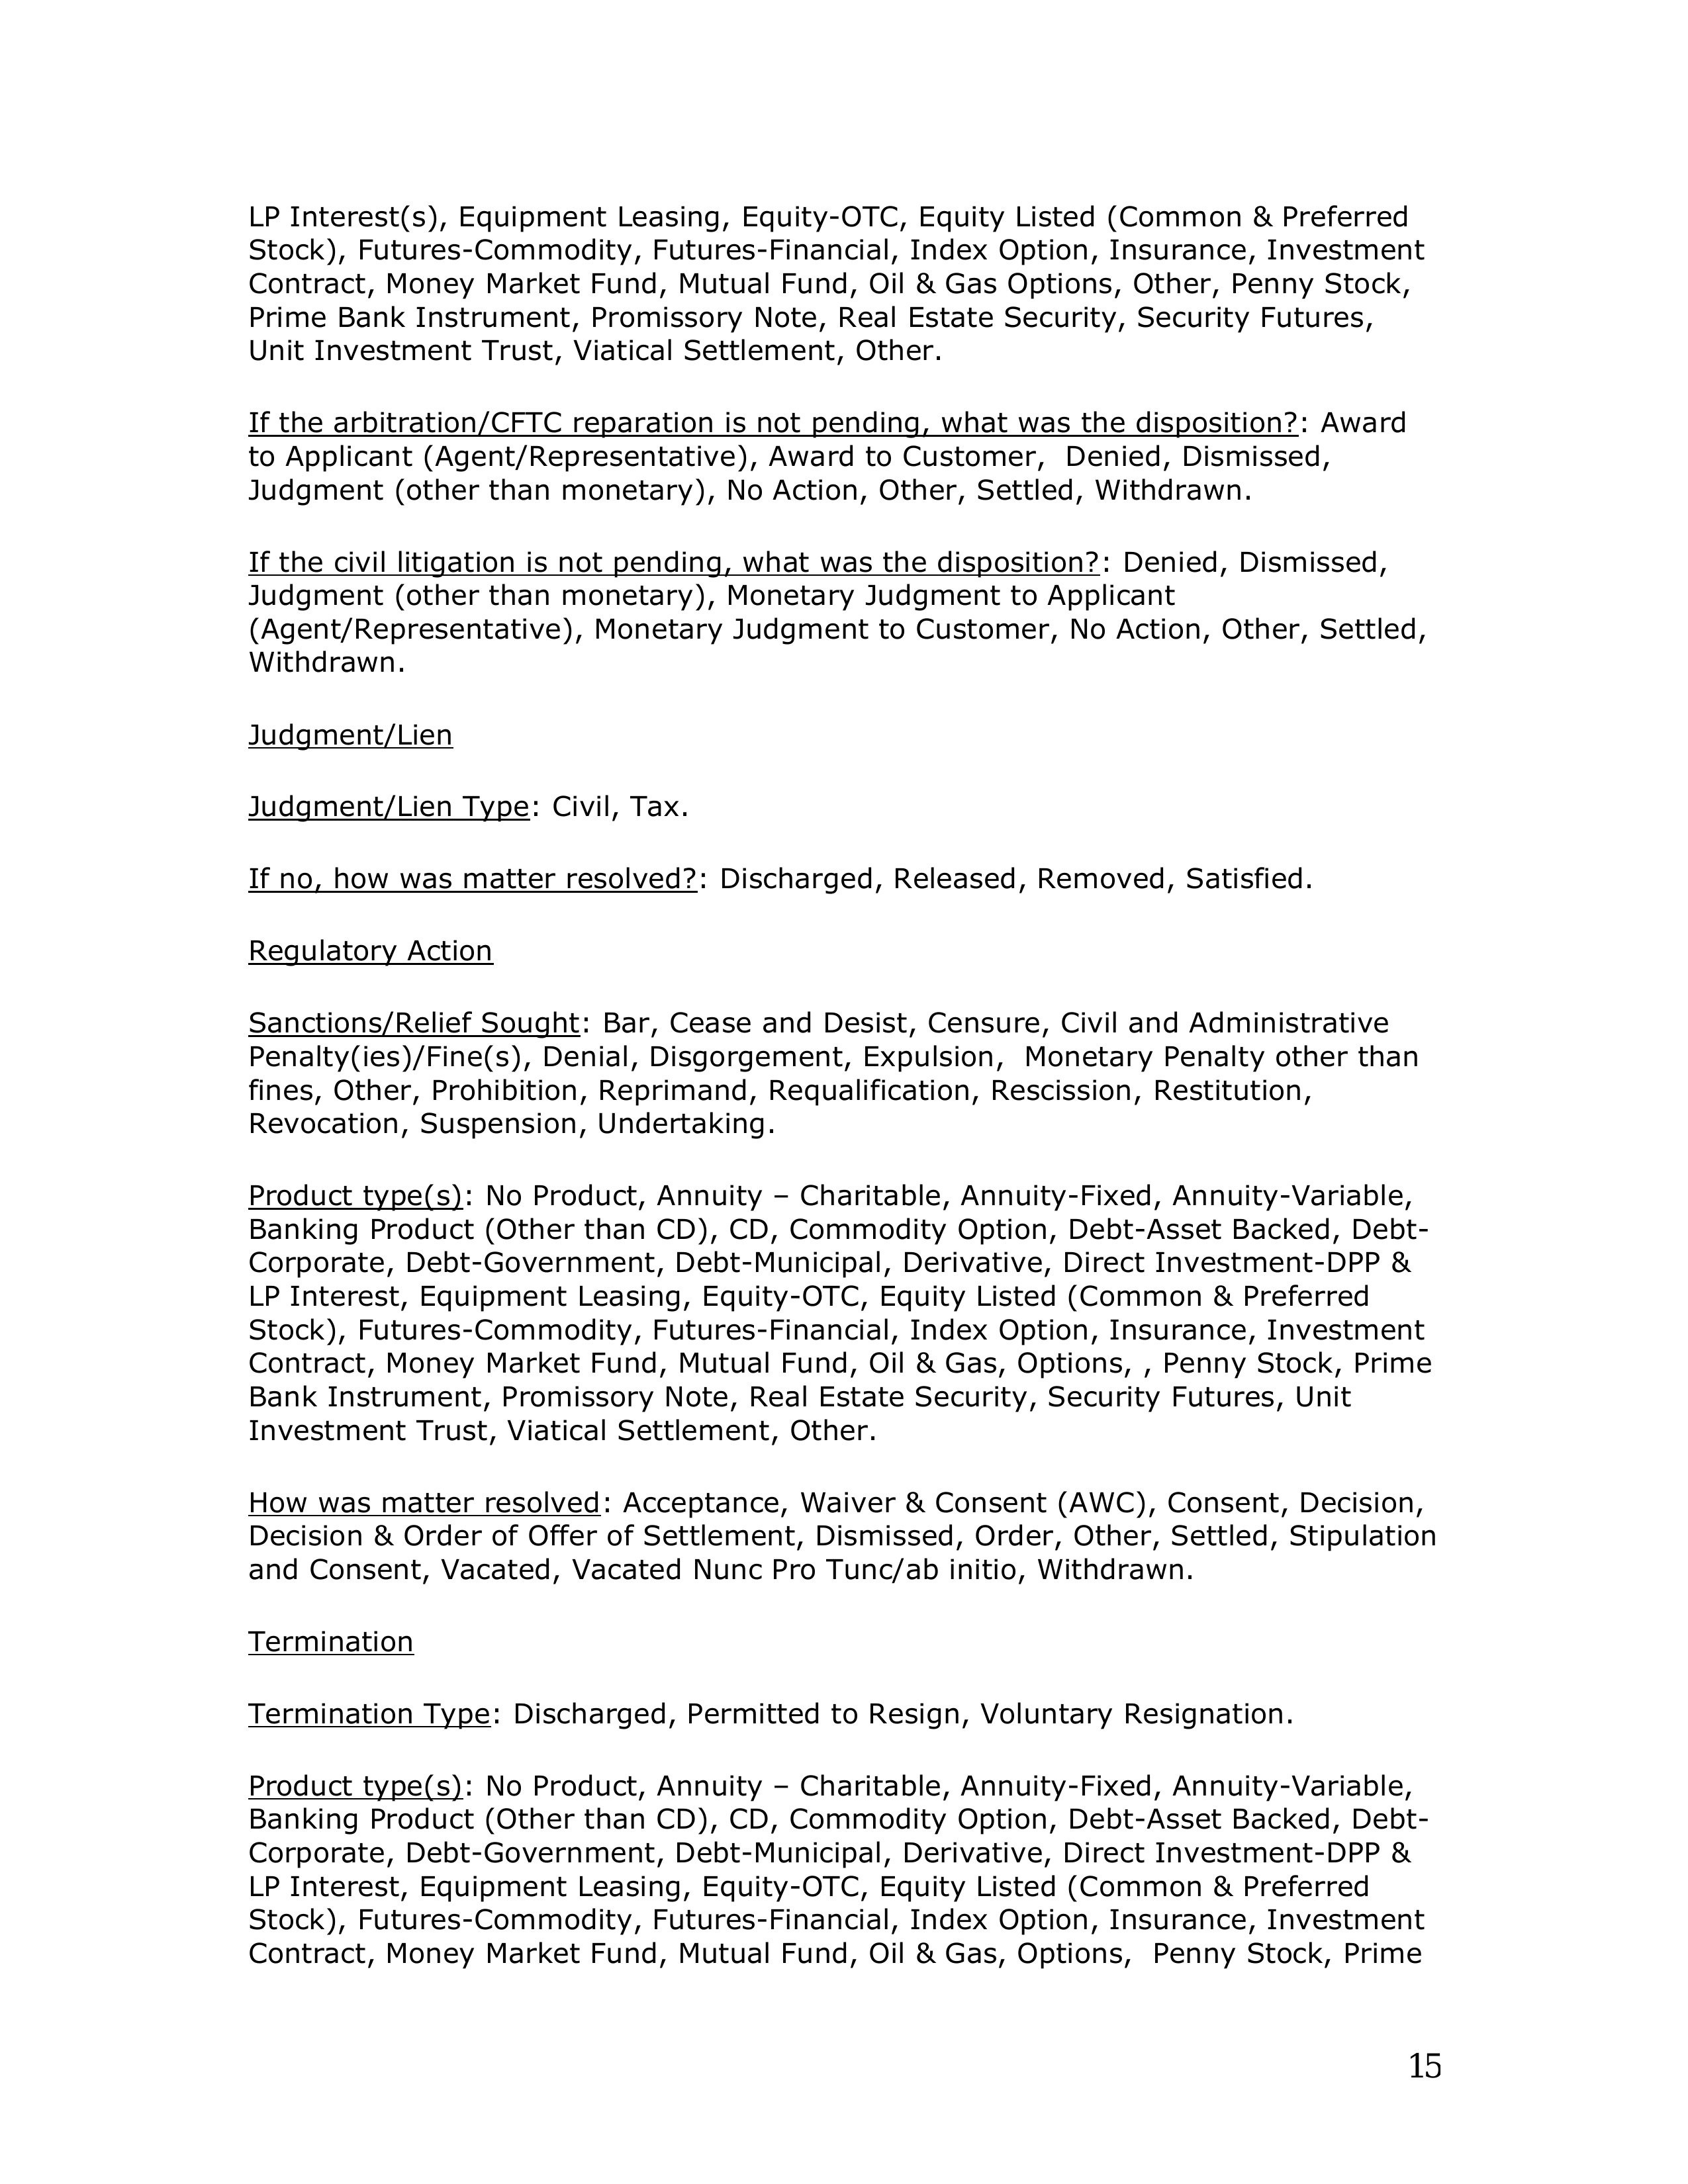 LP Interest(s), Equipment Leasing, Equity-OTC, Equity Listed (Common & Preferred
Stock), Futures-Commodity, Futures-Financial, Index Option, Insurance, Investment
Contract, Money Market Fund, Mutual Fund, Oil & Gas Options, Other, Penny Stock,
Prime Bank Instrument, Promissory Note, Real Estate Security, Security Futures,
Unit Investment Trust, Viatical Settlement, Other.
If the arbitration/CFTC reparation is not pending, what was the disposition?: Award
to Applicant (Agent/Representative), Award to Customer,  Denied, Dismissed,
Judgment (other than monetary), No Action, Other, Settled, Withdrawn.
If the civil litigation is not pending, what was the disposition?: Denied, Dismissed,
Judgment (other than monetary), Monetary Judgment to Applicant
(Agent/Representative), Monetary Judgment to Customer, No Action, Other, Settled,
Withdrawn.
Judgment/Lien
Judgment/Lien Type: Civil, Tax.
If no, how was matter resolved?: Discharged, Released, Removed, Satisfied.
Regulatory Action
Sanctions/Relief Sought: Bar, Cease and Desist, Censure, Civil and Administrative
Penalty(ies)/Fine(s), Denial, Disgorgement, Expulsion,  Monetary Penalty other than
fines, Other, Prohibition, Reprimand, Requalification, Rescission, Restitution,
Revocation, Suspension, Undertaking.
Product type(s): No Product, Annuity – Charitable, Annuity-Fixed, Annuity-Variable,
Banking Product (Other than CD), CD, Commodity Option, Debt-Asset Backed, Debt-
Corporate, Debt-Government, Debt-Municipal, Derivative, Direct Investment-DPP &
LP Interest, Equipment Leasing, Equity-OTC, Equity Listed (Common & Preferred
Stock), Futures-Commodity, Futures-Financial, Index Option, Insurance, Investment
Contract, Money Market Fund, Mutual Fund, Oil & Gas, Options, , Penny Stock, Prime
Bank Instrument, Promissory Note, Real Estate Security, Security Futures, Unit
Investment Trust, Viatical Settlement, Other.
How was matter resolved: Acceptance, Waiver & Consent (AWC), Consent, Decision,
Decision & Order of Offer of Settlement, Dismissed, Order, Other, Settled, Stipulation
and Consent, Vacated, Vacated Nunc Pro Tunc/ab initio, Withdrawn.
Termination
Termination Type: Discharged, Permitted to Resign, Voluntary Resignation.
Product type(s): No Product, Annuity – Charitable, Annuity-Fixed, Annuity-Variable,
Banking Product (Other than CD), CD, Commodity Option, Debt-Asset Backed, Debt-
Corporate, Debt-Government, Debt-Municipal, Derivative, Direct Investment-DPP &
LP Interest, Equipment Leasing, Equity-OTC, Equity Listed (Common & Preferred
Stock), Futures-Commodity, Futures-Financial, Index Option, Insurance, Investment
Contract, Money Market Fund, Mutual Fund, Oil & Gas, Options,  Penny Stock, Prime
15